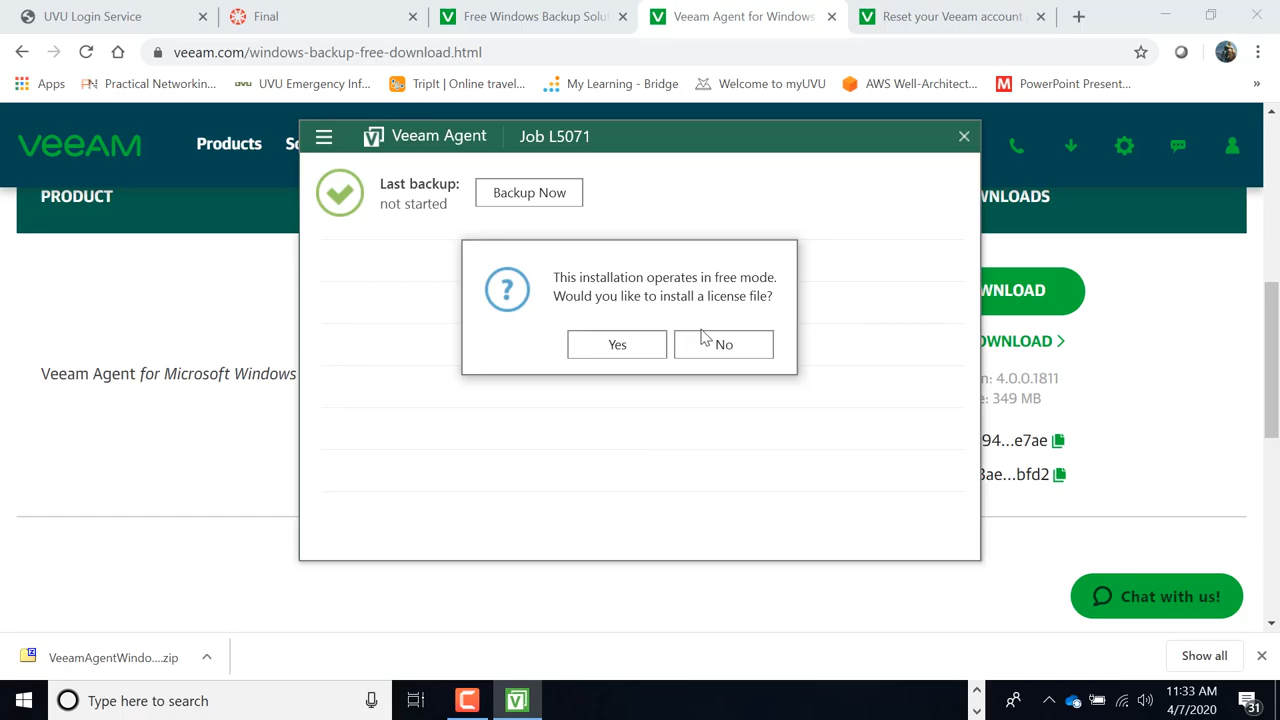 UVU Login Service
Final
Free Windows Backup Solu
Veeam Agent for Windows
Reset your Veeam account
veeam.com/windows-backup-free-download.html
Apps
Practical Networkin...
UVU Emergency Inf...
TripIt | Online travel...
My Learning - Bridge
Welcome to myUVU
AWS Well-Architect...
PowerPoint Present...
»
veeAM
Products
So
Veeam Agent
Job L5071
PRODUCT
WNLOADS
Last backup:
not started
Backup Now
This installation operates in free mode.
Would you like to install a license file?
Yes
No
WNLOAD
OWNLOAD
n: 4.0.0.1811
e: 349 MB
Veeam Agent for Microsoft Windows
94...e7ae
3ae...bfd2
Chat with us!
VeeamAgentWindo....zip
Show all
Type here to search
11:33 AM
4/7/2020
31